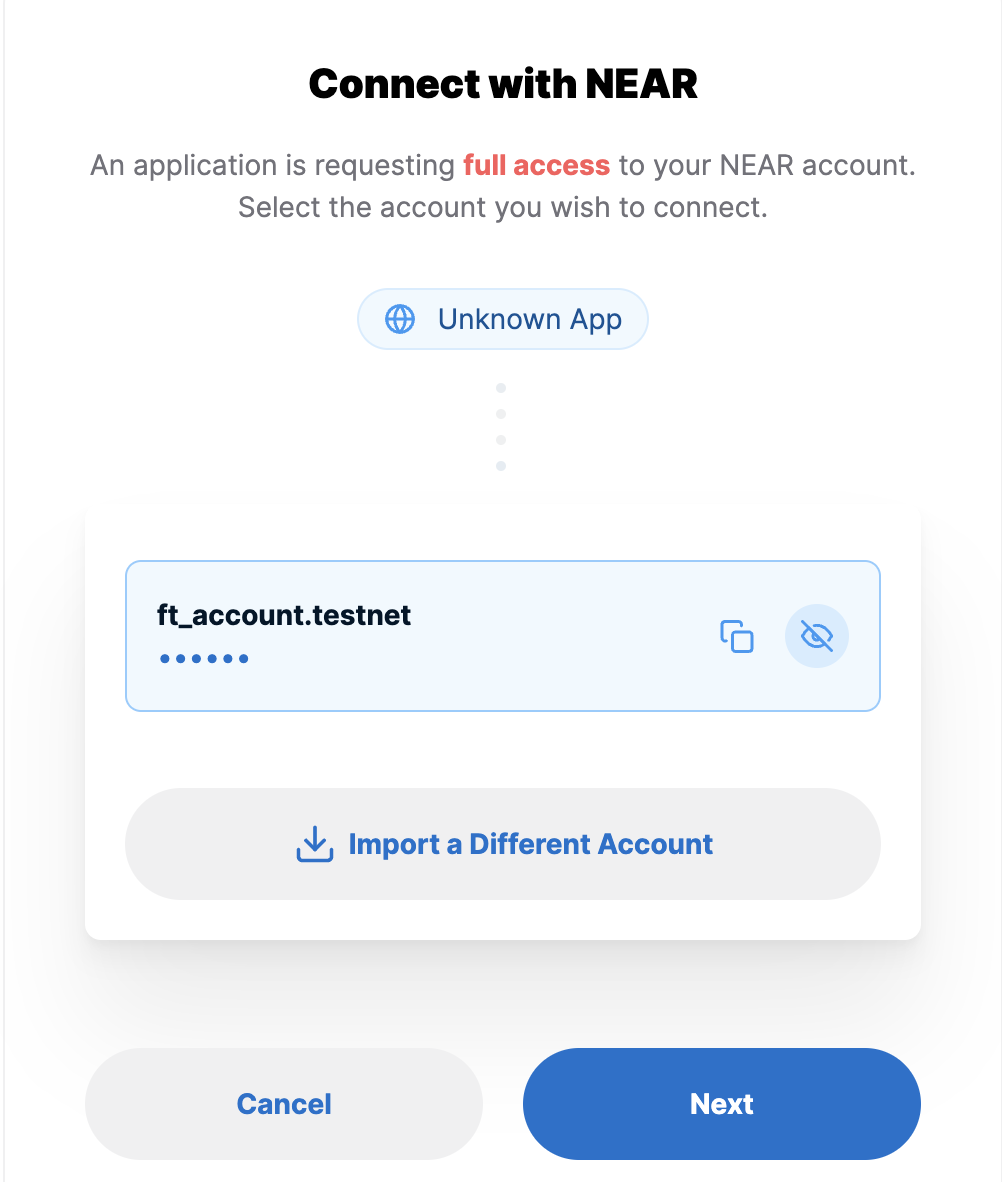 Connect with NEAR
An application is requesting full access to your NEAR account.
Select the account you wish to connect.
Unknown App
ft_account.testnet
••••••
Import a Different Account
Cancel
Next